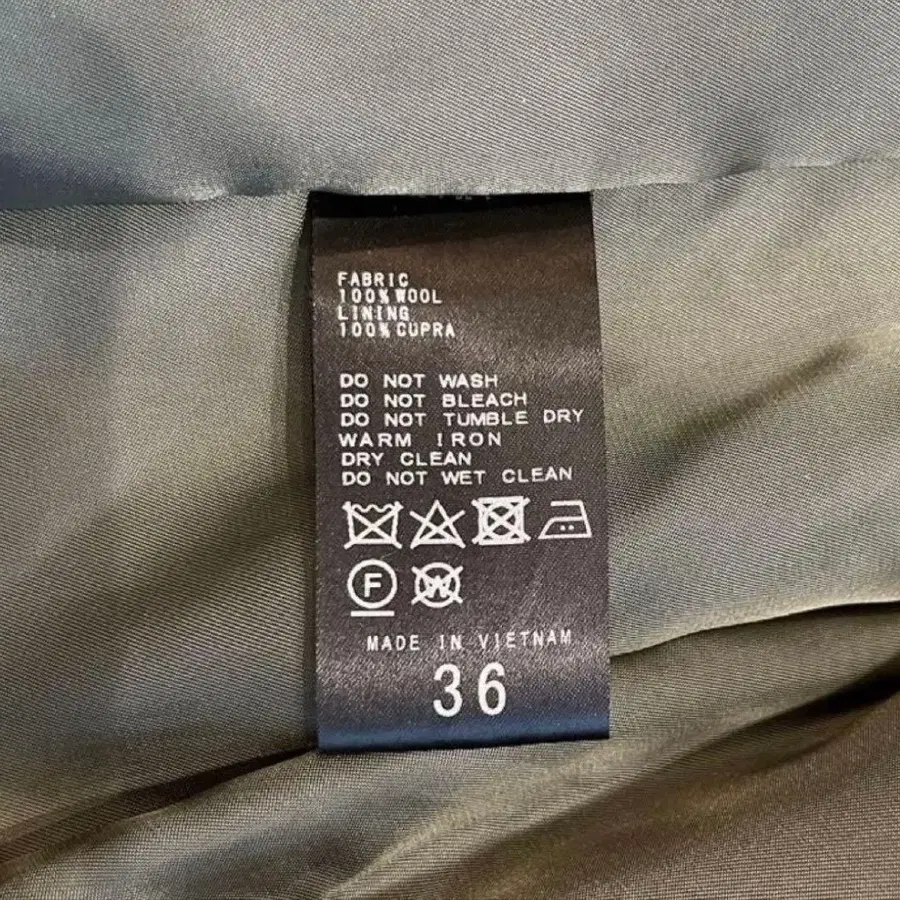 FABRIC
100% WOOL
LINING
100% CUPRA
DO NOT WASH
DO NOT BLEACH
DO NOT TUMBLE DRY
WARM IRON
DRY CLEAN
DO NOT WET CLEAN
F W
MADE IN VIETNAM
36